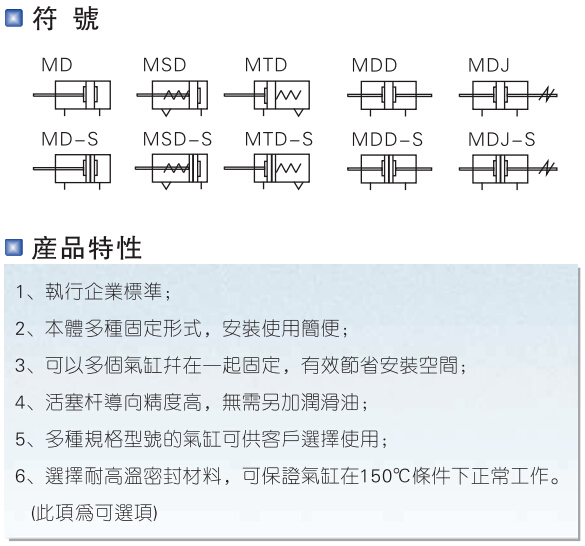 符 號
MD MSD MTD MDD MDJ
MD-S MSD-S MTD-S MDD-S MDJ-S
產品特性
1、執行企業標準；
2、本體多種固定形式，安裝使用簡便；
3、可以多個氣缸幷在一起固定，有效節省安裝空間；
4、活塞杆導向精度高，無需另加潤滑油；
5、多種規格型號的氣缸可供客戶選擇使用；
6、選擇耐高溫密封材料，可保證氣缸在150℃條件下正常工作。
(此項爲可選項)